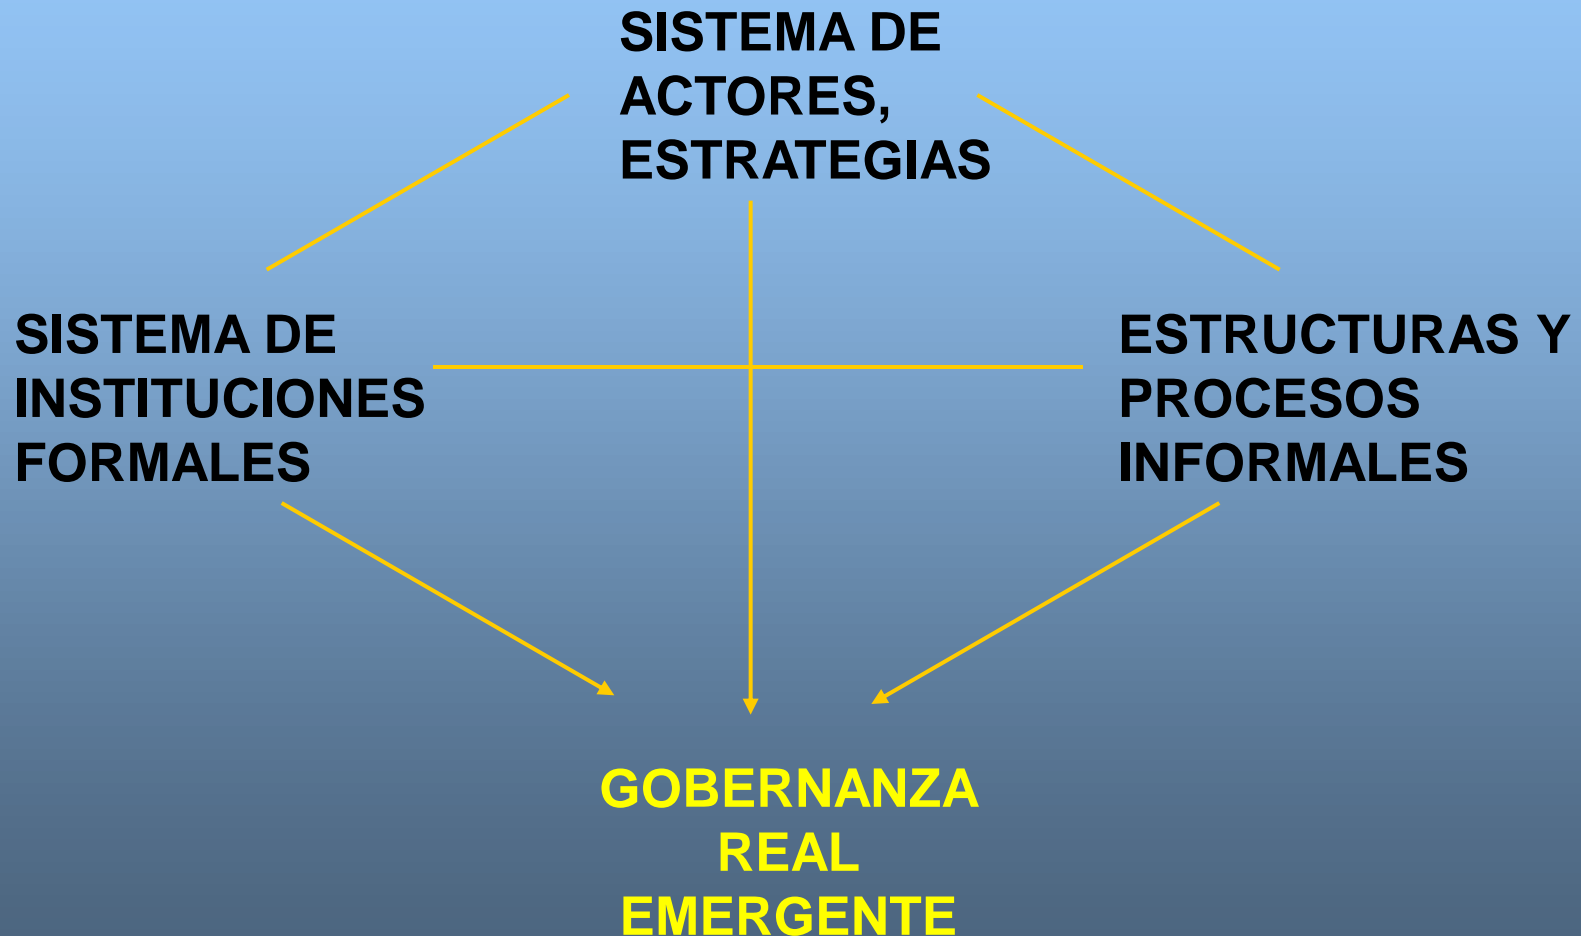 SISTEMA DE
ACTORES,
ESTRATEGIAS
SISTEMA DE
INSTITUCIONES
FORMALES
ESTRUCTURAS Y
PROCESOS
INFORMALES
GOBERNANZA
REAL
EMERGENTE